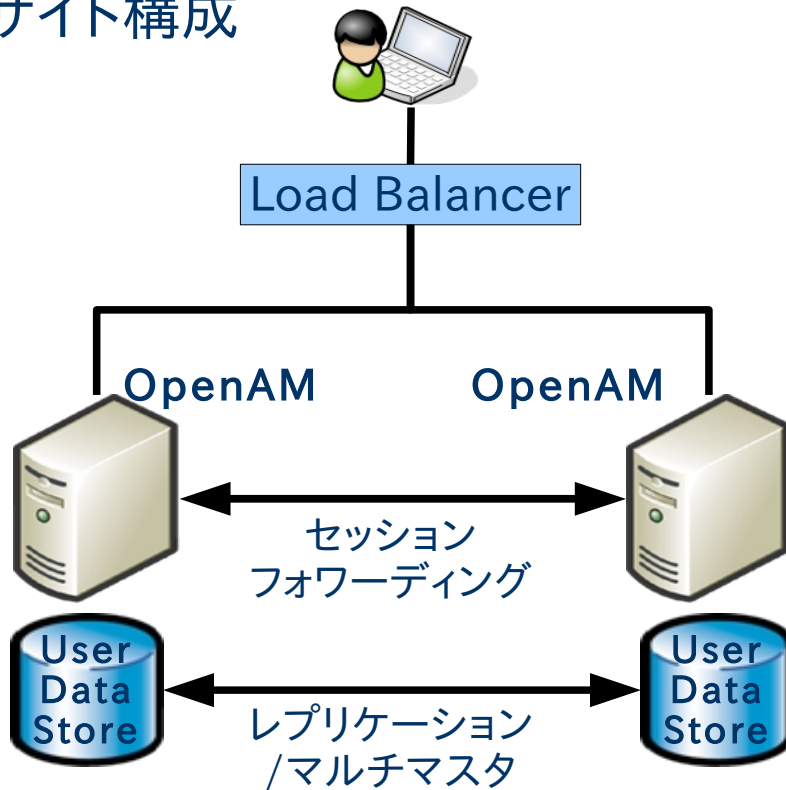 サイト構成
Load Balancer
OpenAM
OpenAM
セッション
フォワーディング
User
Data
Store
User
Data
Store
レプリケーション
/マルチマスタ